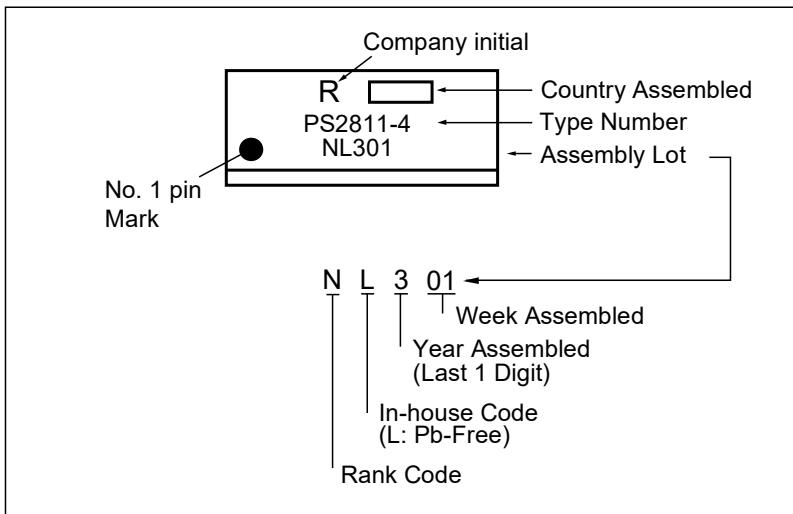 Company initial
R
Country Assembled
PS2811-4
Type Number
NL301
Assembly Lot
No. 1 pin
Mark
N L 3 01
Week Assembled
Year Assembled
(Last 1 Digit)
In-house Code
(L: Pb-Free)
Rank Code